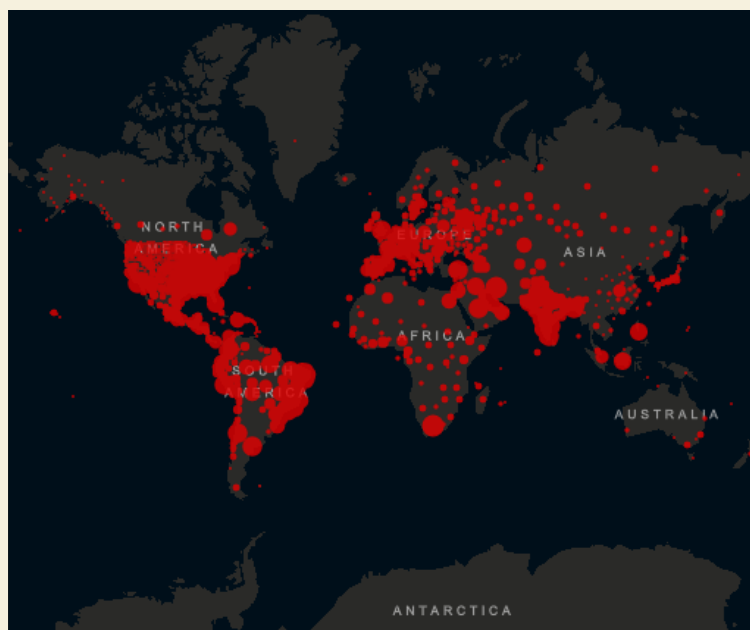 NORTH
AMERICA
EUROPE
ASIA
AFRICA
SOUTH
AMERICA
AUSTRALIA
ANTARCTICA